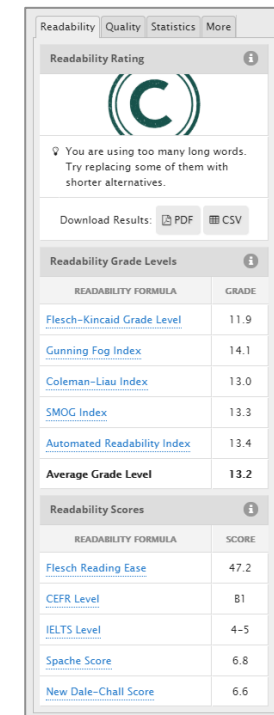 Readability Quality Statistics More
Readability Rating
C
You are using too many long words.
Try replacing some of them with
shorter alternatives.
Download Results: PDF CSV
Readability Grade Levels
READABILITY FORMULA GRADE
Flesch-Kincaid Grade Level 11.9
Gunning Fog Index 14.1
Coleman-Liau Index 13.0
SMOG Index 13.3
Automated Readability Index 13.4
Average Grade Level 13.2
Readability Scores
READABILITY FORMULA SCORE
Flesch Reading Ease 47.2
CEFR Level B1
IELTS Level 4-5
Spache Score 6.8
New Dale-Chall Score 6.6